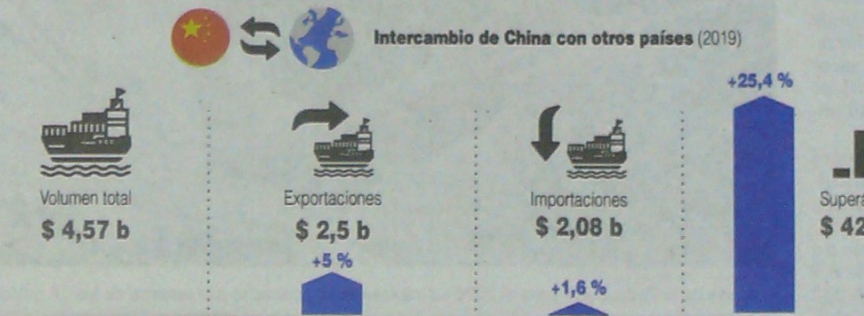 Intercambio de China con otros países (2019)
+25,4 %
Volumen total
$ 4,57 b
Exportaciones
$ 2,5 b
+5 %
Importaciones
$ 2,08 b
+1,6 %
$ 42